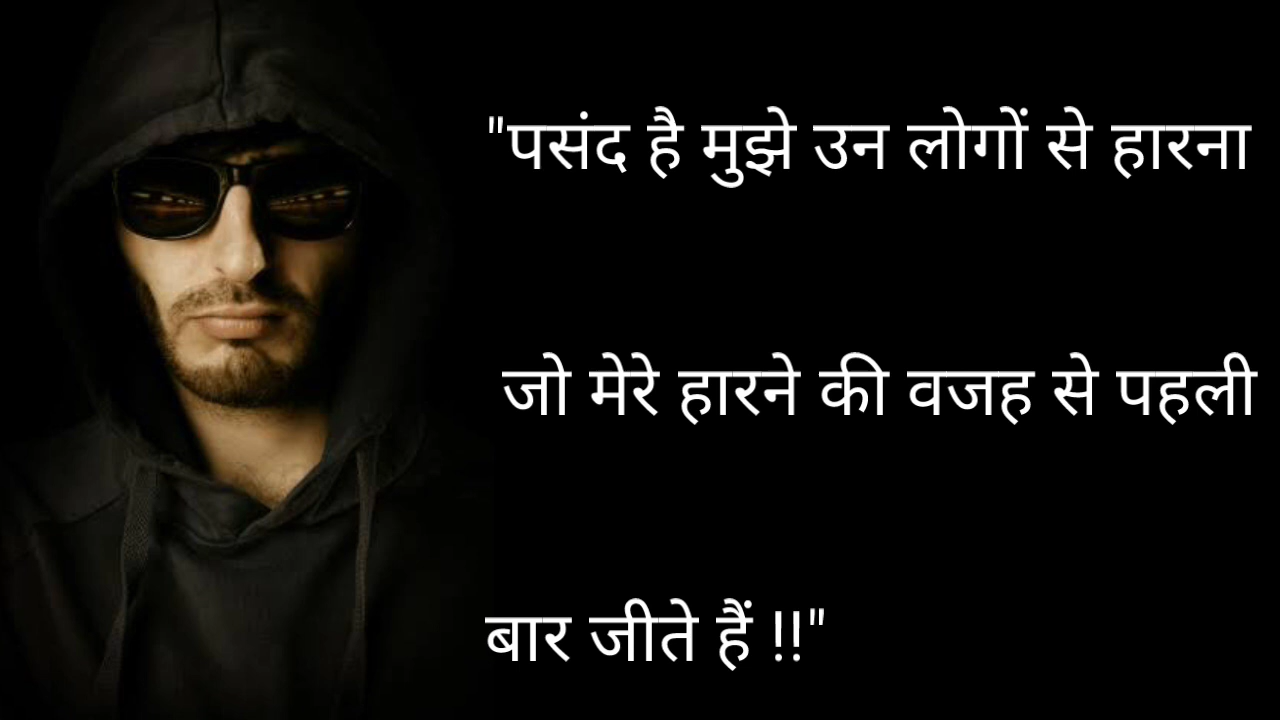 "पसंद है मुझे उन लोगों से हारना
जो मेरे हारने की वजह से पहली
बार जीते हैं !!"